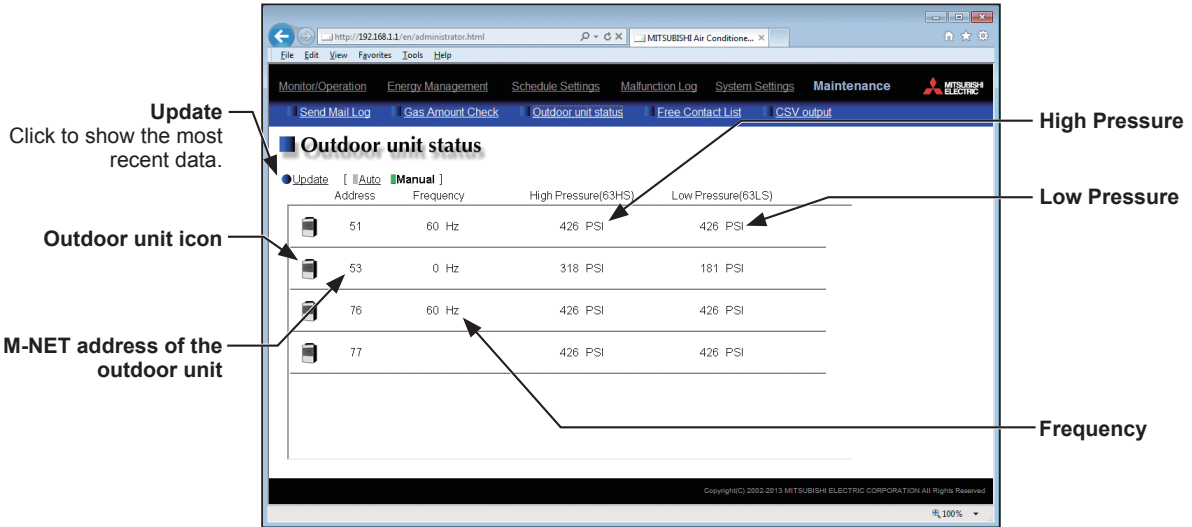 http://192.168.1.1/en/administrator.html
MITSUBISHI Air Conditione...
File Edit View Favorites Tools Help
Monitor/Operation Energy Management Schedule Settings Malfunction Log System Settings Maintenance
MITSUBISHI
ELECTRIC
Send Mail Log Gas Amount Check Outdoor unit status Free Contact List CSV output
Outdoor unit status
Update [ Auto Manual ]
Address Frequency High Pressure(63HS) Low Pressure(63LS)
51 60 Hz 426 PSI 426 PSI
53 0 Hz 318 PSI 181 PSI
76 60 Hz 426 PSI 426 PSI
77 426 PSI 426 PSI
Copyright(C) 2002-2013 MITSUBISHI ELECTRIC CORPORATION All Rights Reserved
100%
Update
Click to show the most
recent data.
Outdoor unit icon
M-NET address of the
outdoor unit
High Pressure
Low Pressure
Frequency